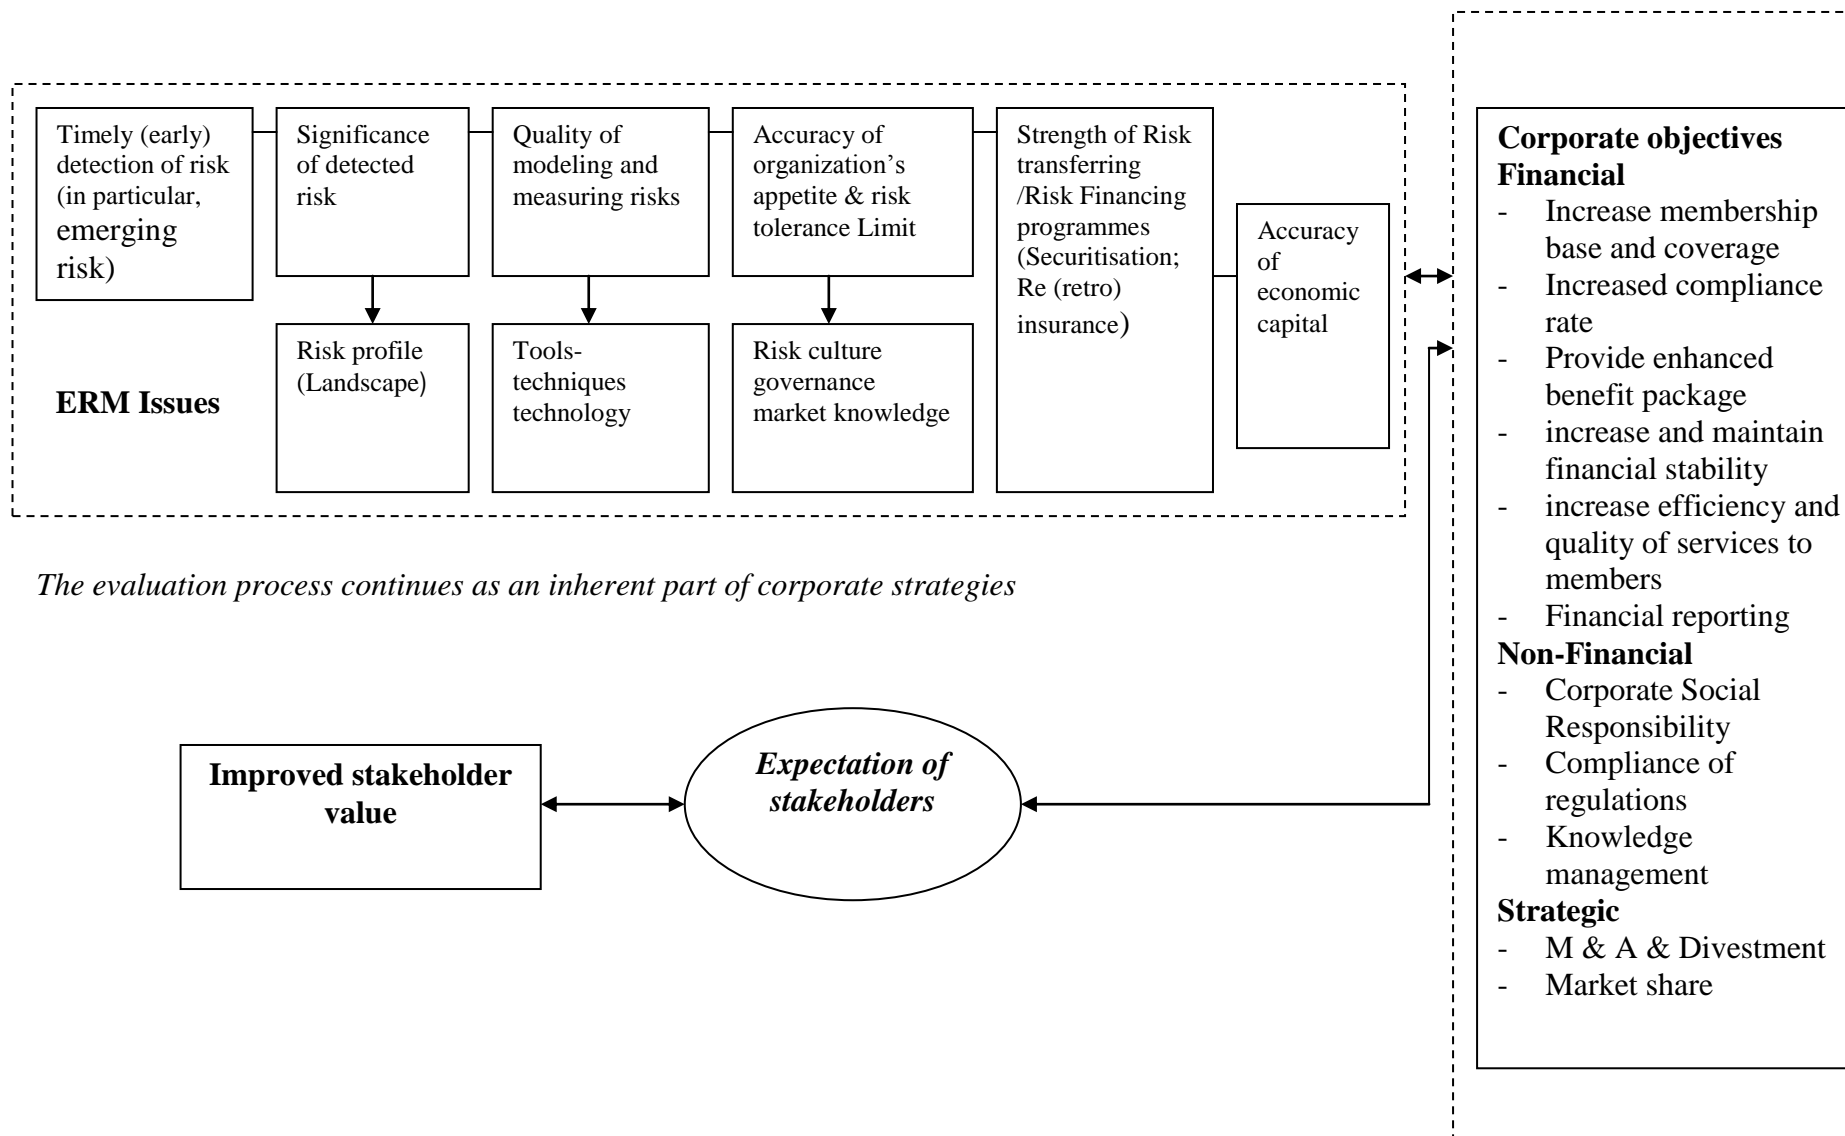 Timely (early)
detection of risk
(in particular,
emerging
risk)
Significance
of detected
risk
Quality of
modeling and
measuring risks
Accuracy of
organization’s
appetite & risk
tolerance Limit
Strength of Risk
transferring
/Risk Financing
programmes
(Securitisation;
Re (retro)
insurance)
Accuracy
of
economic
capital
ERM Issues
Risk profile
(Landscape)
Tools-
techniques
technology
Risk culture
governance
market knowledge
The evaluation process continues as an inherent part of corporate strategies
Improved stakeholder
value
Expectation of
stakeholders
Corporate objectives
Financial
- Increase membership
base and coverage
- Increased compliance
rate
- Provide enhanced
benefit package
- increase and maintain
financial stability
- increase efficiency and
quality of services to
members
- Financial reporting
Non-Financial
- Corporate Social
Responsibility
- Compliance of
regulations
- Knowledge
management
Strategic
- M & A & Divestment
- Market share